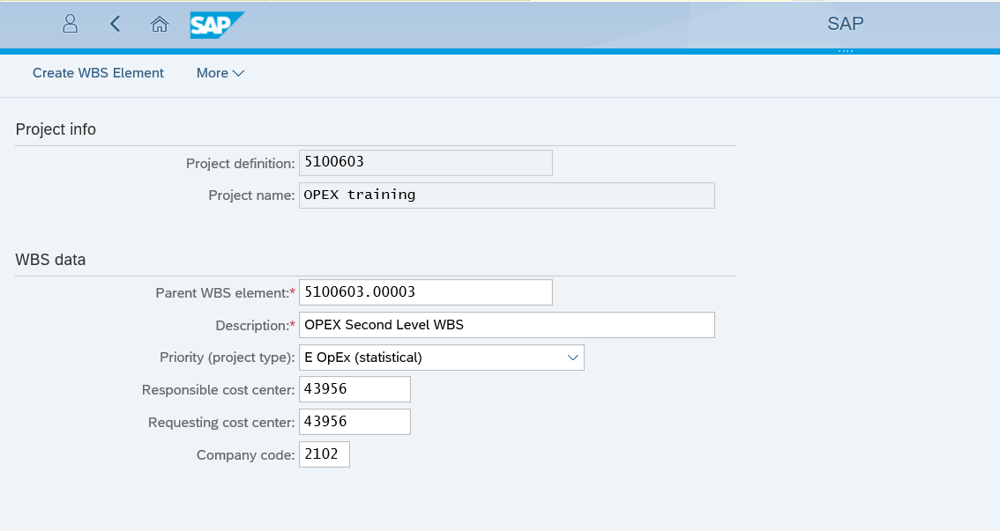 SAP SAP
Create WBS Element More
Project info
Project definition: 5100603
Project name: OPEX training
WBS data
Parent WBS element:* 5100603.00003
Description:* OPEX Second Level WBS
Priority (project type): E OpEx (statistical)
Responsible cost center: 43956
Requesting cost center: 43956
Company code: 2102